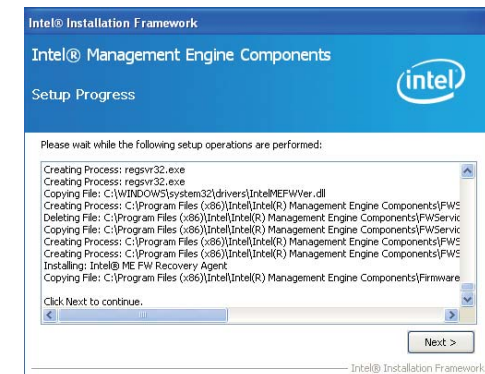 Intel® Installation Framework
Intel® Management Engine Components
Setup Progress
intel
Please wait while the following setup operations are performed:
Creating Process: regsvr32.exe
Creating Process: regsvr32.exe
Copying File: C:\WINDOWS\system32\drivers\IntelMEFWVer.dll
Creating Process: C:\Program Files (x86)\Intel\Intel(R) Management Engine Components\FWS
Deleting File: C:\Program Files (x86)\Intel\Intel(R) Management Engine Components\FWServic
Copying File: C:\Program Files (x86)\Intel\Intel(R) Management Engine Components\FWServic
Creating Process: C:\Program Files (x86)\Intel\Intel(R) Management Engine Components\FWS
Creating Process: C:\Program Files (x86)\Intel\Intel(R) Management Engine Components\FWS
Installing: Intel® ME FW Recovery Agent
Copying File: C:\Program Files (x86)\Intel\Intel(R) Management Engine Components\Firmware
Click Next to continue.
Next >
Intel® Installation Framework